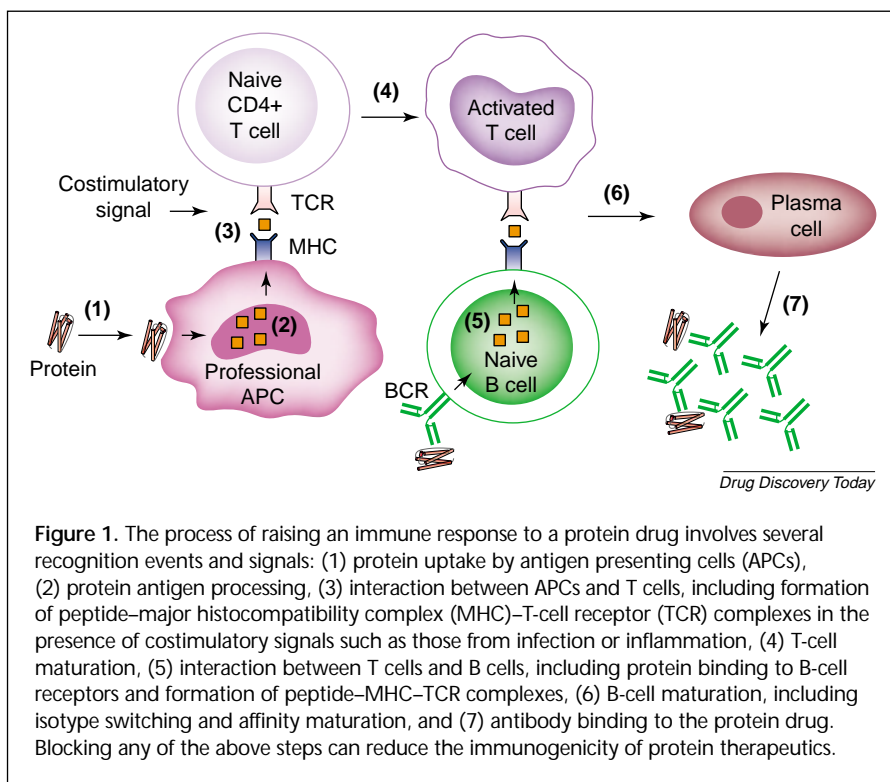 Naive
CD4+
T cell
(4)
Activated
T cell
Costimulatory
signal
TCR
(3)
MHC
(6)
Plasma
cell
(1)
(2)
(5)
(7)
Protein
Professional
APC
Naive
B cell
BCR
Drug Discovery Today
Figure 1. The process of raising an immune response to a protein drug involves several
recognition events and signals: (1) protein uptake by antigen presenting cells (APCs),
(2) protein antigen processing, (3) interaction between APCs and T cells, including formation
of peptide–major histocompatibility complex (MHC)–T-cell receptor (TCR) complexes in the
presence of costimulatory signals such as those from infection or inflammation, (4) T-cell
maturation, (5) interaction between T cells and B cells, including protein binding to B-cell
receptors and formation of peptide–MHC–TCR complexes, (6) B-cell maturation, including
isotype switching and affinity maturation, and (7) antibody binding to the protein drug.
Blocking any of the above steps can reduce the immunogenicity of protein therapeutics.